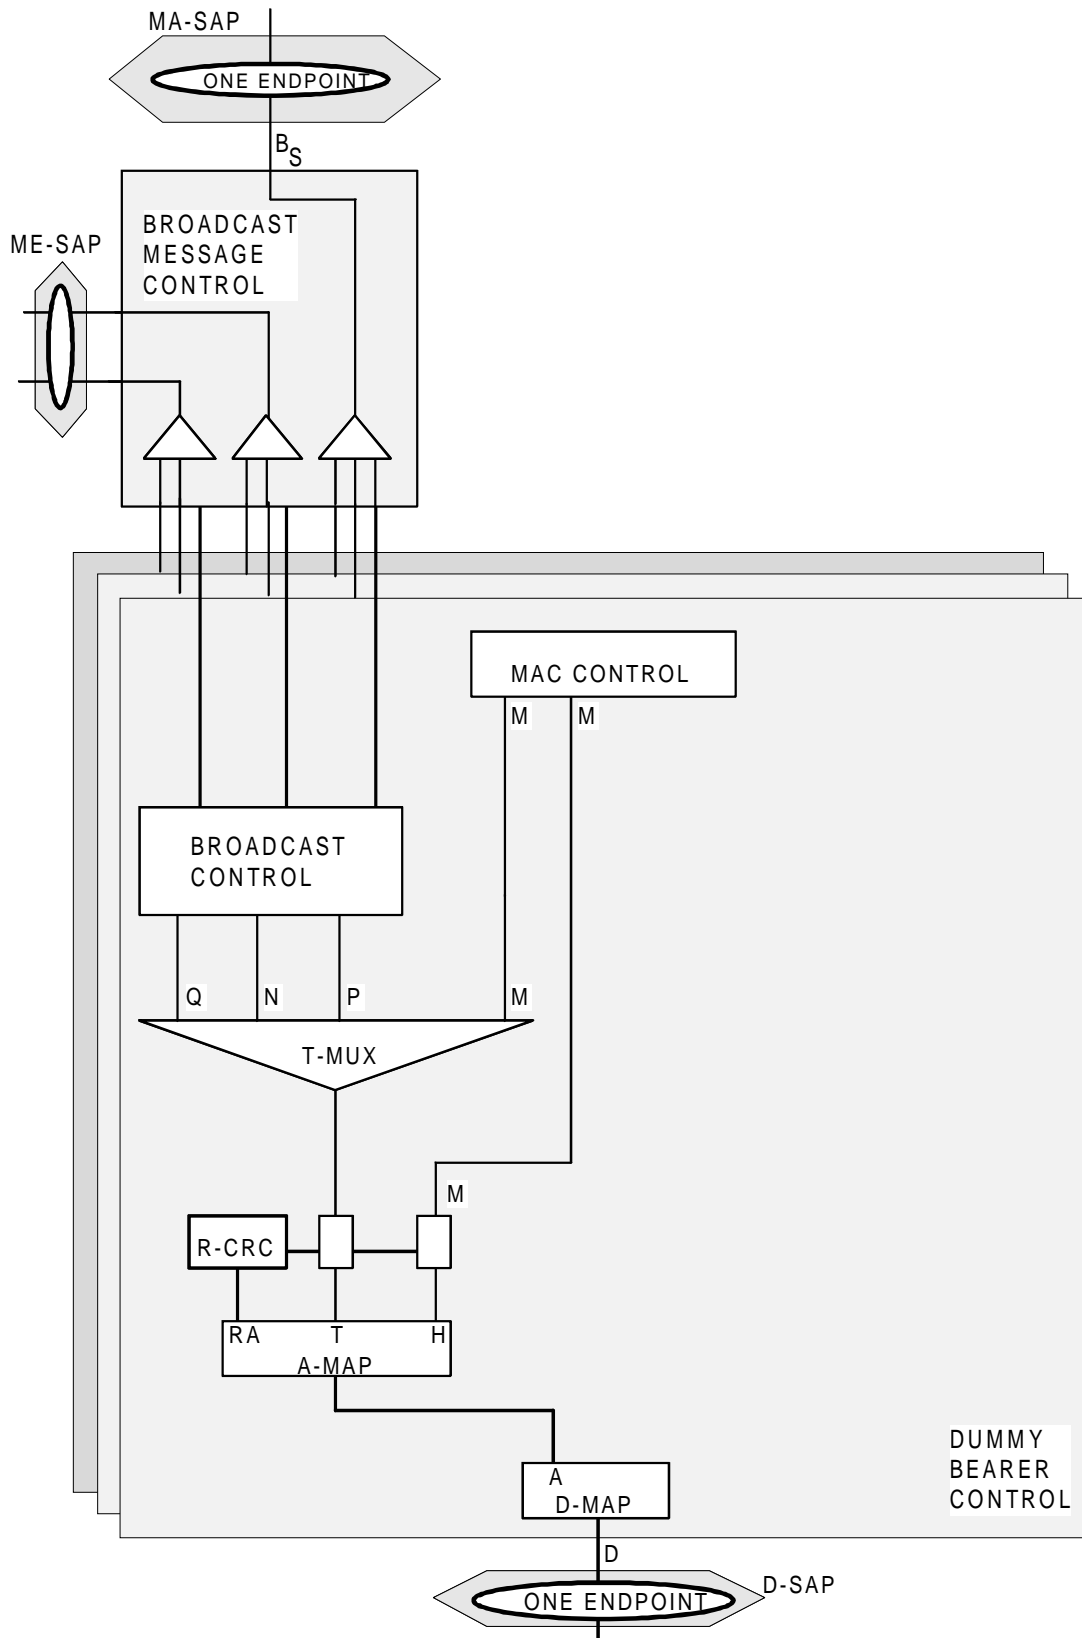 MA-SAP
ONE ENDPOINT
BS
BROADCAST
MESSAGE
CONTROL
ME-SAP
MAC CONTROL
M M
BROADCAST
CONTROL
Q N P M
T-MUX
M
R-CRC
RA T H
A-MAP
A
D-MAP
DUMMY
BEARER
CONTROL
D
D-SAP
ONE ENDPOINT